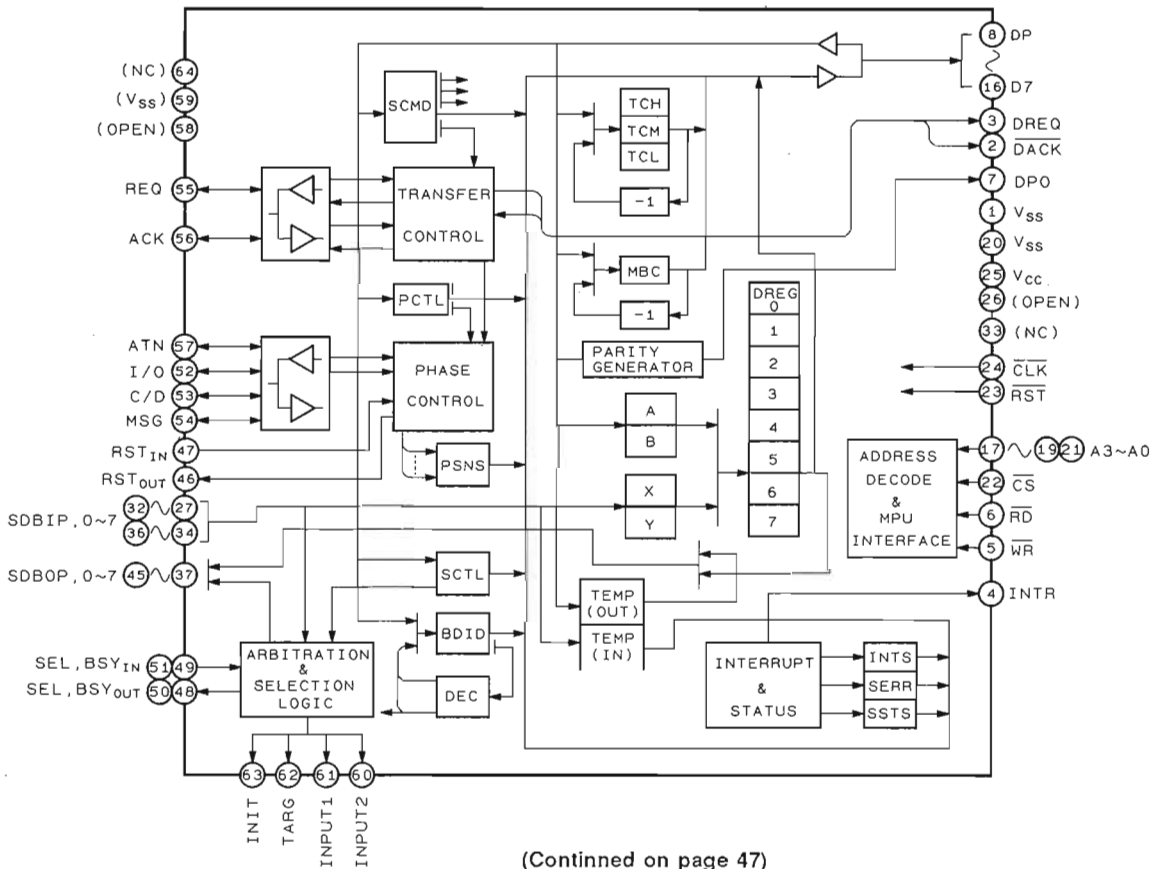 (NC) 64
(VSS) 59
(OPEN) 58
REQ 55
ACK 56
ATN 57
I/O 52
C/D 53
MSG 54
RSTIN 47
RSTOUT 46
SDBIP,0~7 32 ~ 27
36 ~ 34
SDBOP,0~7 45 ~ 37
SEL,BSYIN 51 49
SEL,BSYOUT 50 48
SCMD
TRANSFER
CONTROL
PCTL
PHASE
CONTROL
PSNS
SCTL
BDID
DEC
ARBITRATION
&
SELECTION
LOGIC
63 62 61 60
INIT
TARG
INPUT1
INPUT2
TCH
TCM
TCL
-1
MBC
-1
PARITY
GENERATOR
A
B
X
Y
DREG
0
1
2
3
4
5
6
7
TEMP
(OUT)
TEMP
(IN)
ADDRESS
DECODE
&
MPU
INTERFACE
INTERRUPT
&
STATUS
INTS
SERR
SSTS
8 DP
~
16 D7
3 DREQ
2 DACK
7 DPO
1 VSS
20 VSS
25 VCC
26 (OPEN)
33 (NC)
24 CLK
23 RST
17 ~ 19 21 A3~A0
22 CS
6 RD
5 WR
4 INTR
(Continned on page 47)